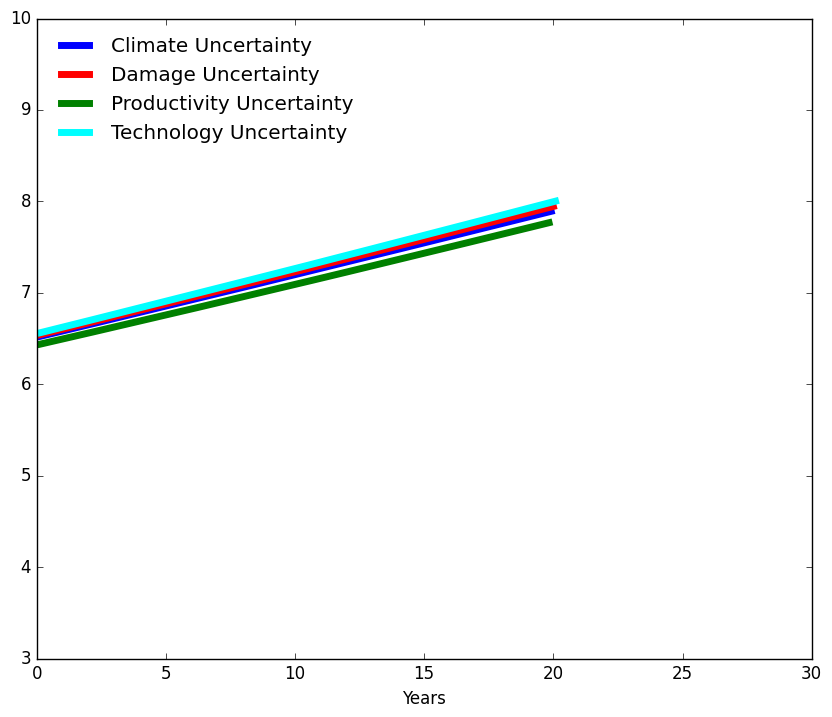 10
9
8
7
6
5
4
3
Climate Uncertainty
Damage Uncertainty
Productivity Uncertainty
Technology Uncertainty
0 5 10 15 20 25 30
Years